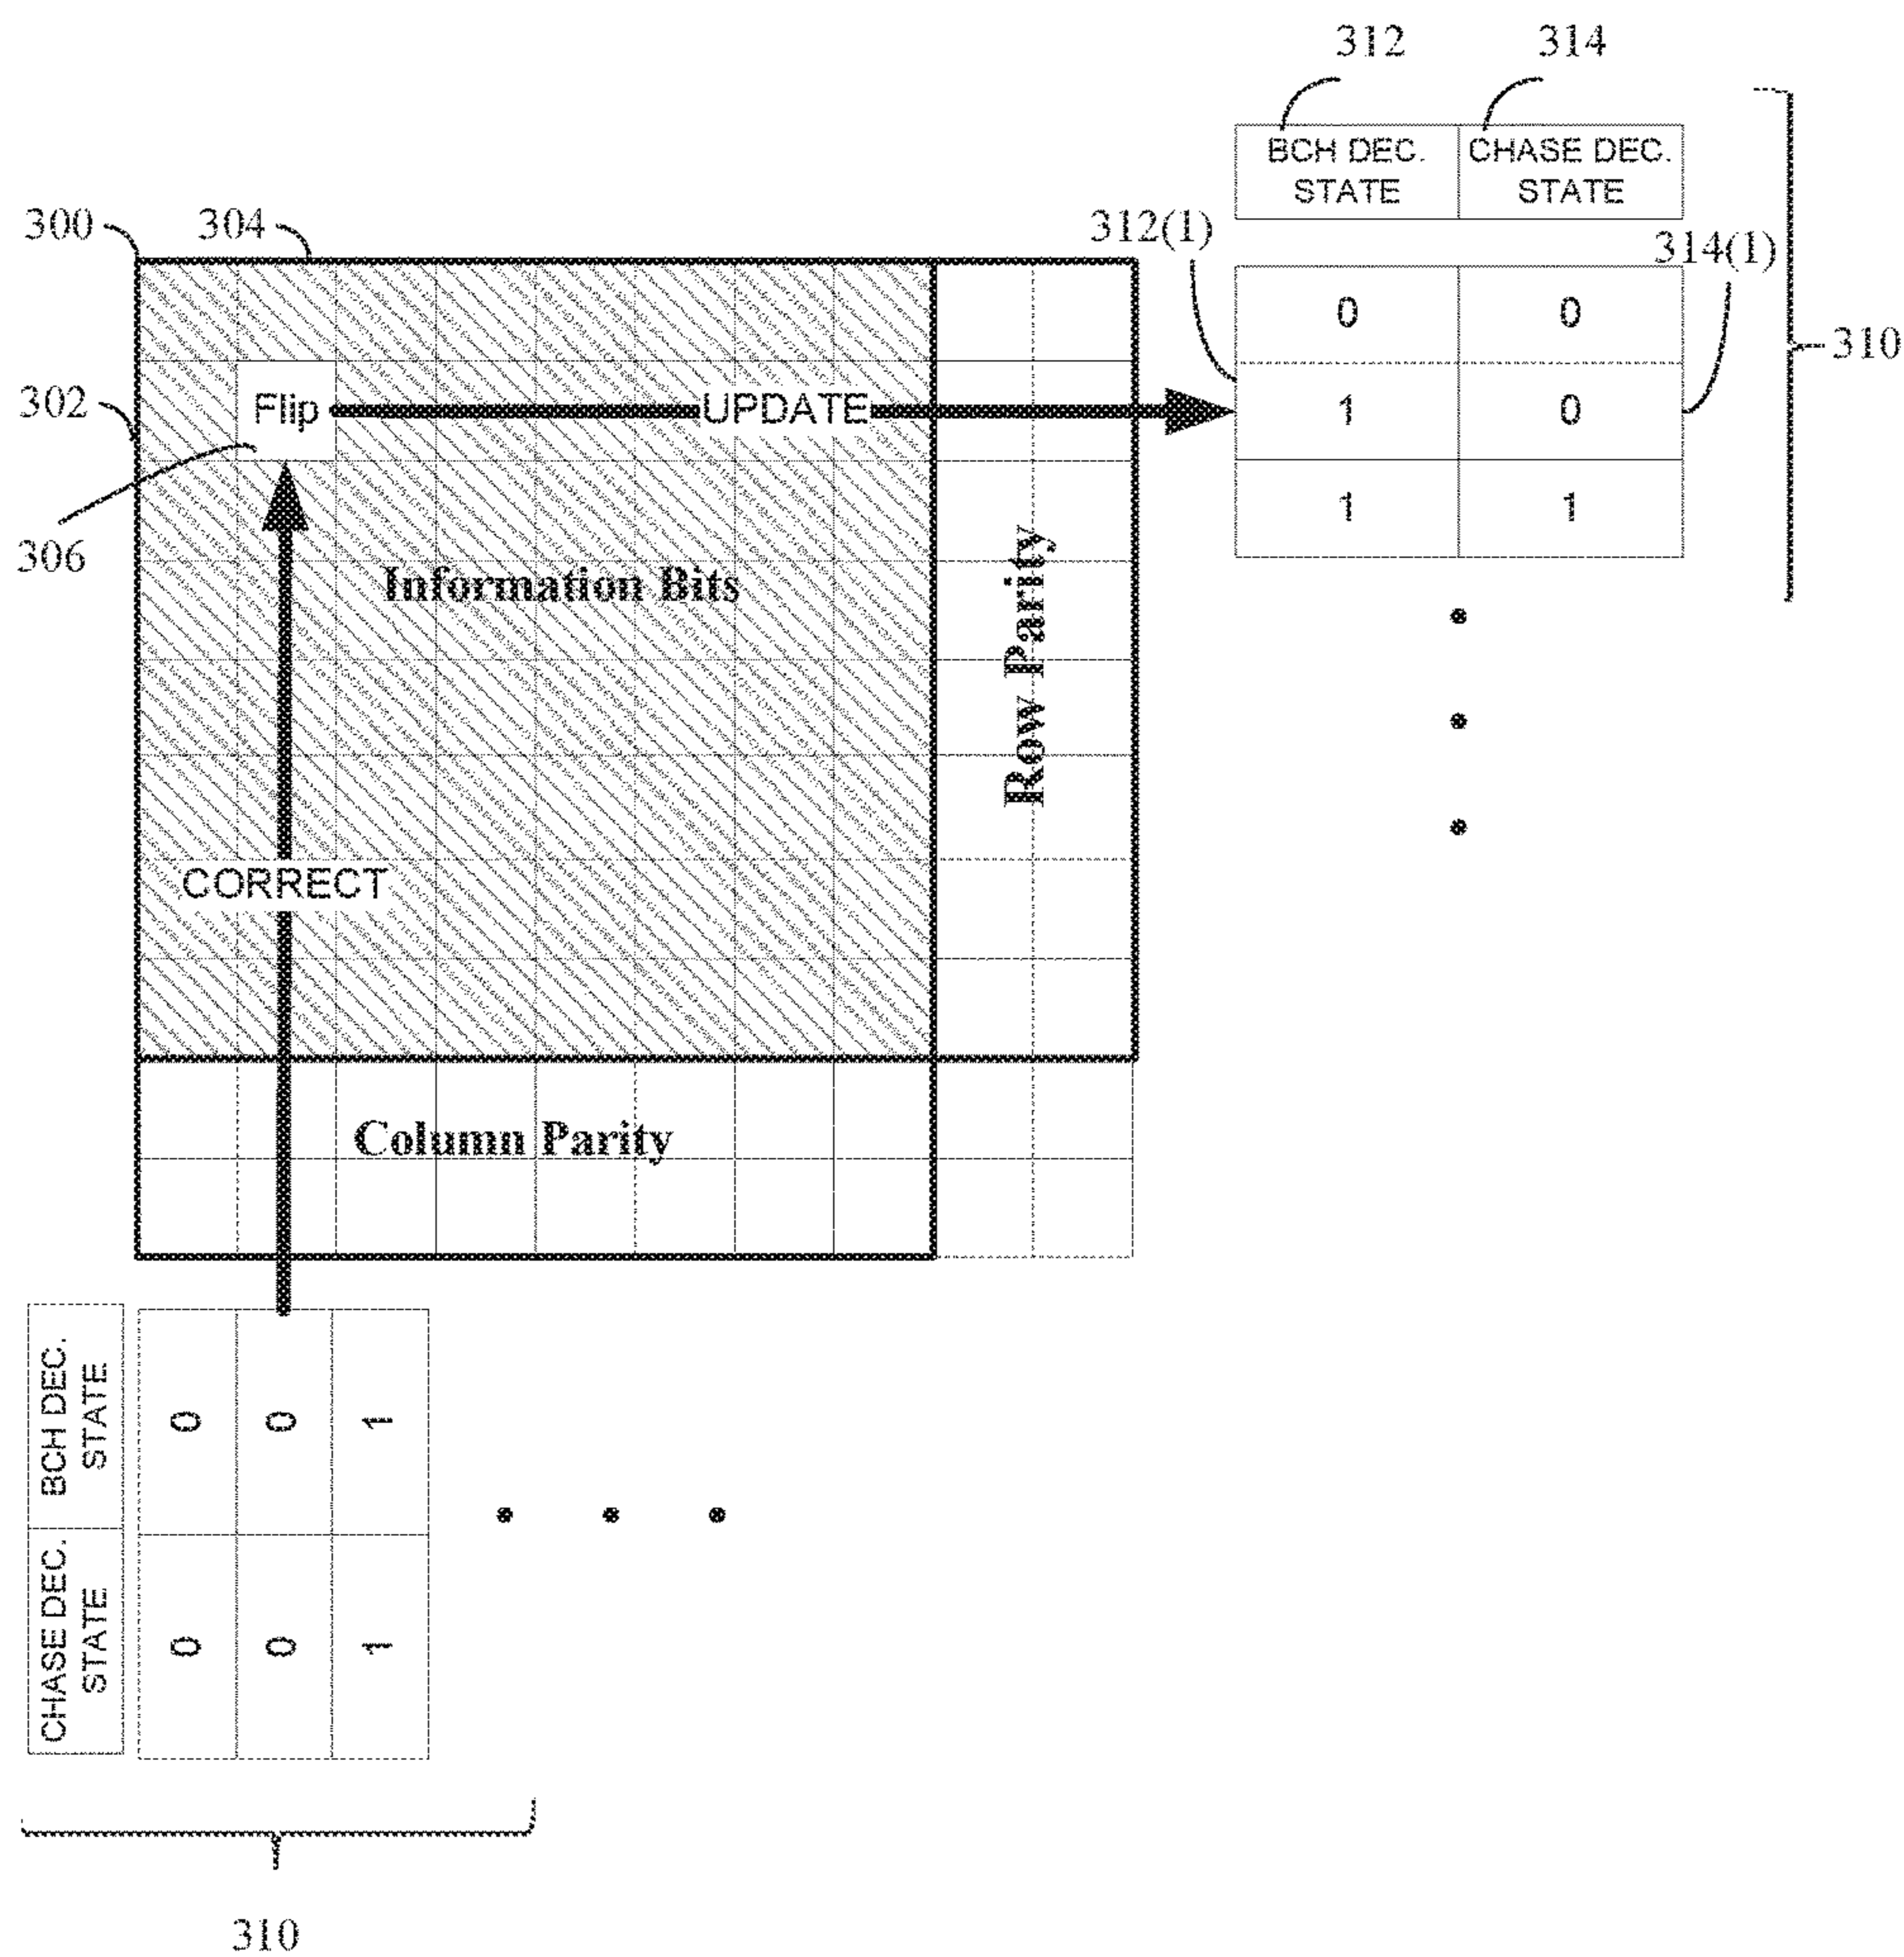 312 314
BCH DEC. STATE CHASE DEC. STATE
300 304 312(1) 314(1)
0 0
310
302 Flip UPDATE 1 0
1 1
306
Information Bits
Row Parity
CORRECT
Column Parity
BCH DEC. STATE 0 0 1
CHASE DEC. STATE 0 0 1
310